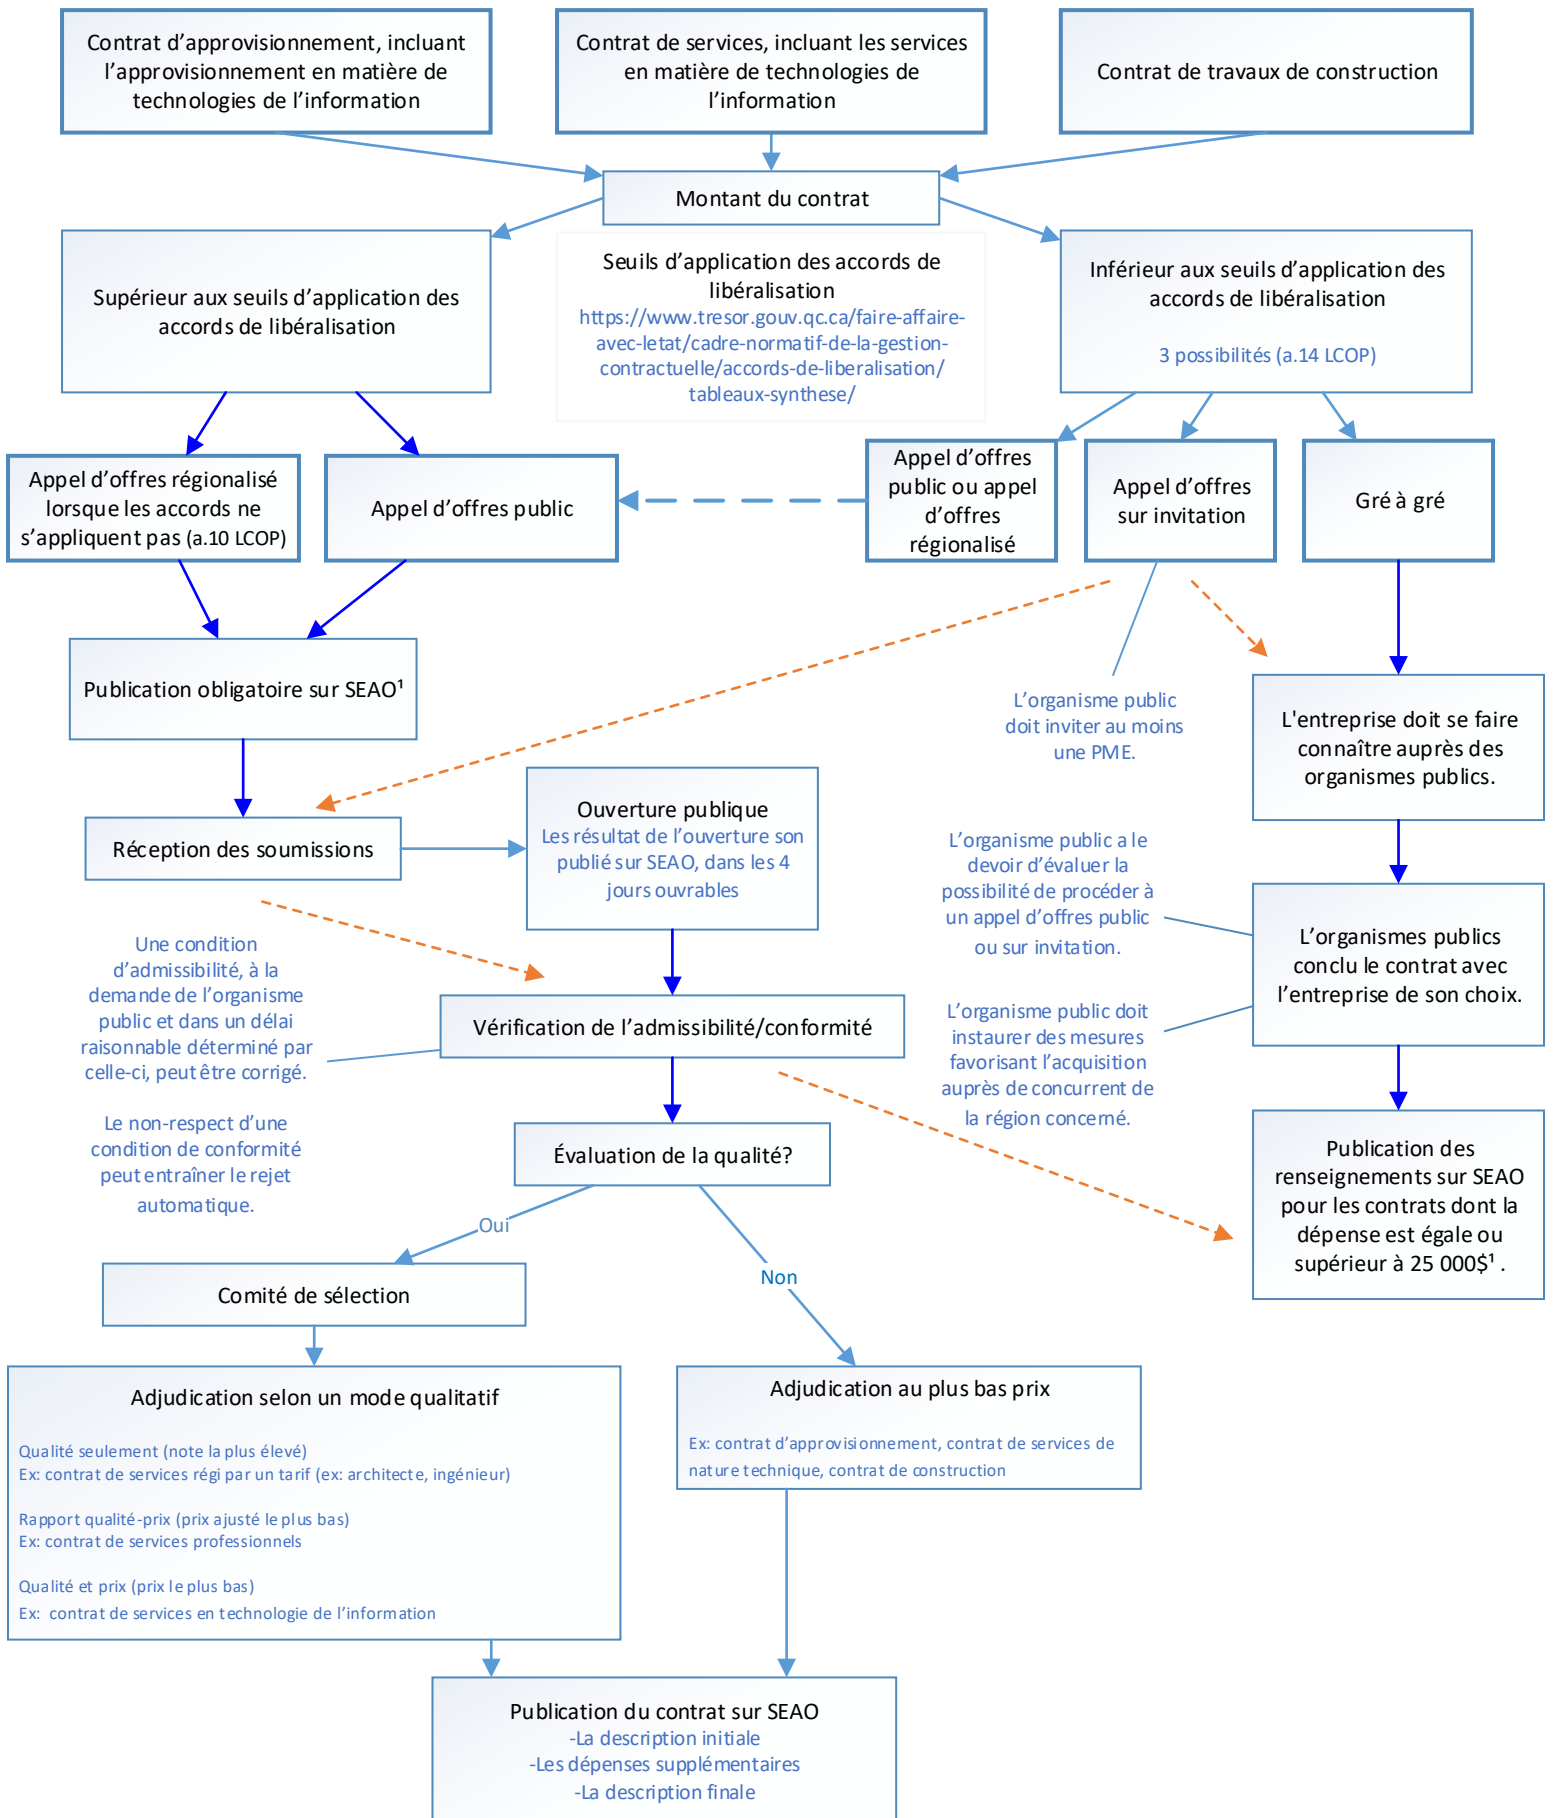 Contrat d'approvisionnement, incluant
l'approvisionnement en matière de
technologies de l'information
Contrat de services, incluant les services
en matière de technologies de
l'information
Contrat de travaux de construction
Montant du contrat
Supérieur aux seuils d'application des
accords de libéralisation
Seuils d'application des accords de
libéralisation
https://www.tresor.gouv.qc.ca/faire-affaire-
avec-letat/cadre-normatif-de-la-gestion-
contractuelle/accords-de-liberalisation/
tableaux-synthese/
Inférieur aux seuils d'application des
accords de libéralisation
3 possibilités (a.14 LCOP)
Appel d'offres régionalisé
lorsque les accords ne
s'appliquent pas (a.10 LCOP)
Appel d'offres public
Appel d'offres
public ou appel
d'offres
régionalisé
Appel d'offres
sur invitation
Gré à gré
Publication obligatoire sur SEAO¹
L'organisme public
doit inviter au moins
une PME.
L'entreprise doit se faire
connaître auprès des
organismes publics.
Réception des soumissions
Ouverture publique
Les résultat de l'ouverture son
publié sur SEAO, dans les 4
jours ouvrables
L'organisme public a le
devoir d'évaluer la
possibilité de procéder à
un appel d'offres public
ou sur invitation.
L'organismes publics
conclu le contrat avec
l'entreprise de son choix.
Une condition
d'admissibilité, à la
demande de l'organisme
public et dans un délai
raisonnable déterminé par
celle-ci, peut être corrigé.
Vérification de l'admissibilité/conformité
L'organisme public doit
instaurer des mesures
favorisant l'acquisition
auprès de concurrent de
la région concerné.
Le non-respect d'une
condition de conformité
peut entraîner le rejet
automatique.
Évaluation de la qualité?
Publication des
renseignements sur SEAO
pour les contrats dont la
dépense est égale ou
supérieur à 25 000$¹ .
Oui
Non
Comité de sélection
Adjudication selon un mode qualitatif
Qualité seulement (note la plus élevé)
Ex: contrat de services régi par un tarif (ex: architecte, ingénieur)
Rapport qualité-prix (prix ajusté le plus bas)
Ex: contrat de services professionnels
Qualité et prix (prix le plus bas)
Ex: contrat de services en technologie de l'information
Adjudication au plus bas prix
Ex: contrat d'approvisionnement, contrat de services de
nature technique, contrat de construction
Publication du contrat sur SEAO
-La description initiale
-Les dépenses supplémentaires
-La description finale